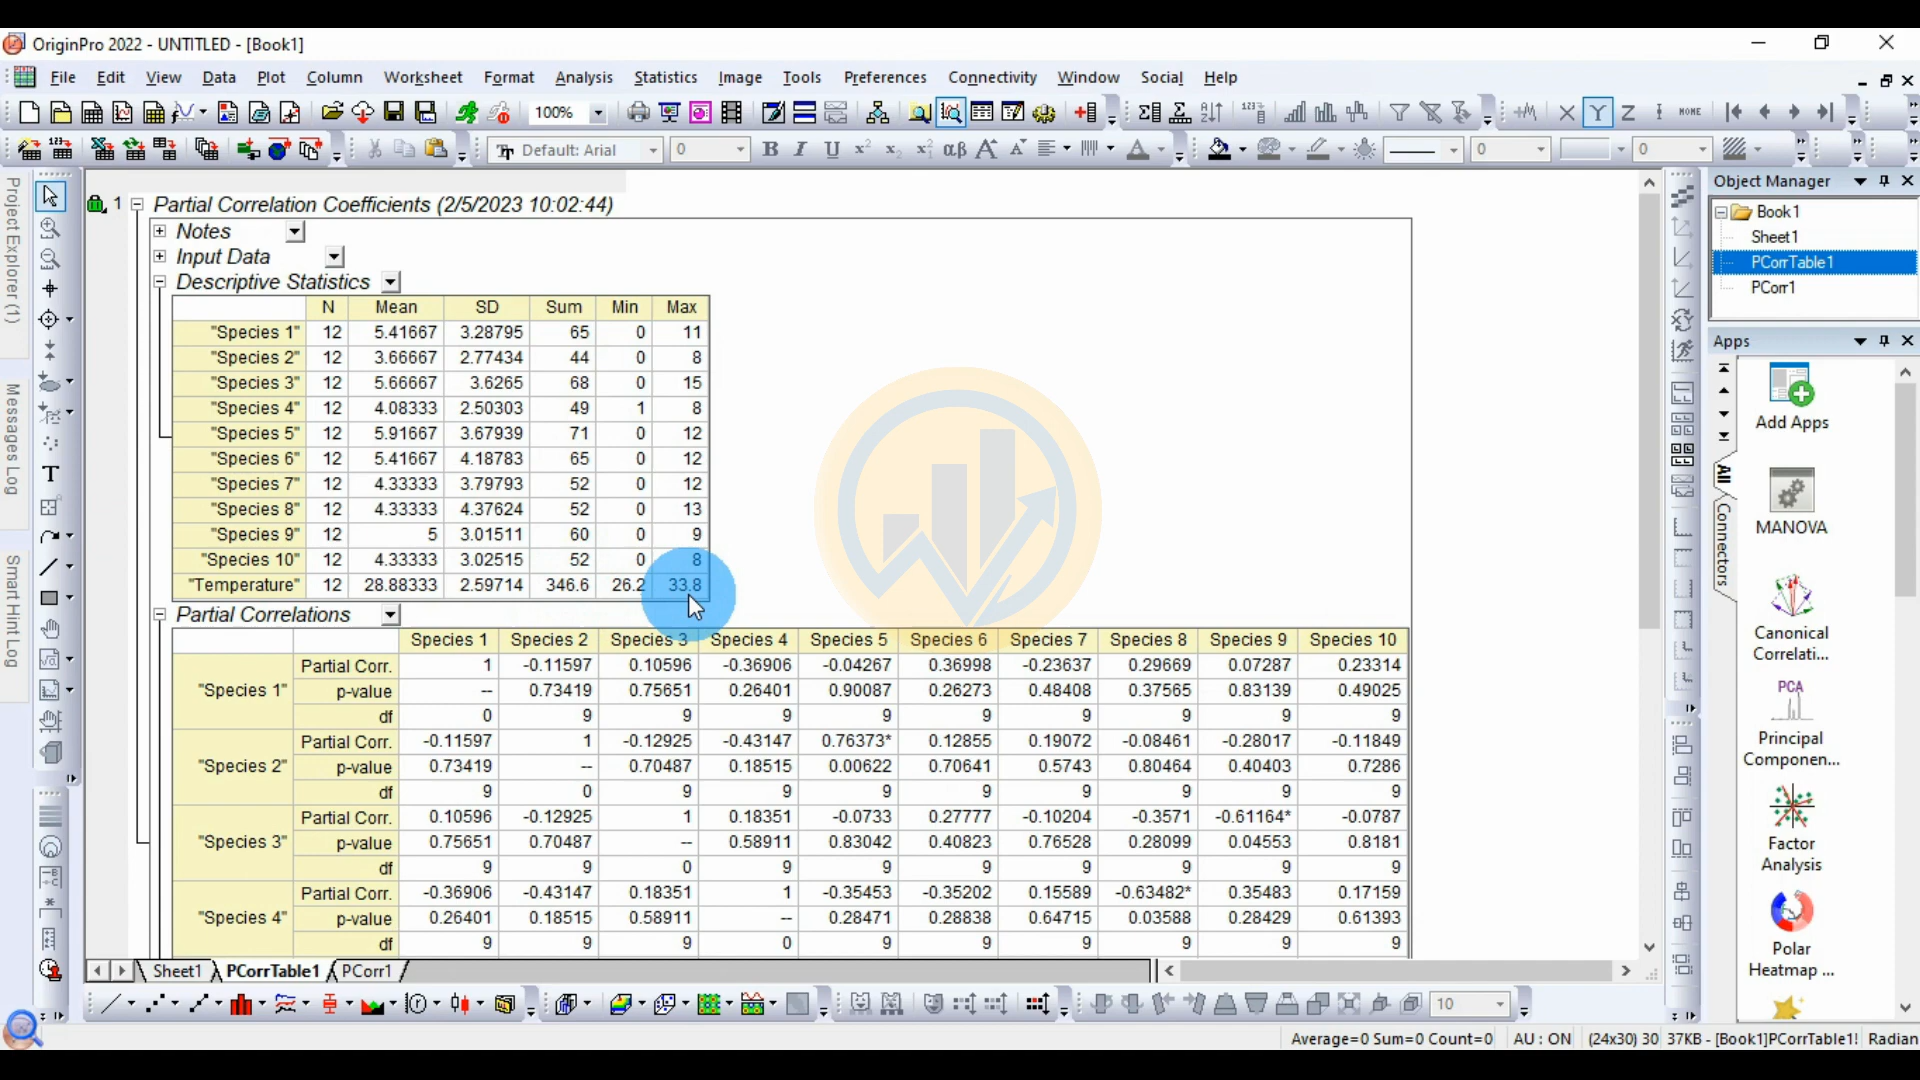 OriginPro 2022 - UNTITLED - [Book1]
File Edit View Data Plot Column Worksheet Format Analysis Statistics Image Tools Preferences Connectivity Window Social Help
100%
Default: Arial 0 B I U 0 0
Project Explorer (1)
Messages Log
Smart Hint Log
1 Partial Correlation Coefficients (2/5/2023 10:02:44)
Notes
Input Data
Descriptive Statistics
N Mean SD Sum Min Max
"Species 1" 12 5.41667 3.28795 65 0 11
"Species 2" 12 3.66667 2.77434 44 0 8
"Species 3" 12 5.66667 3.6265 68 0 15
"Species 4" 12 4.08333 2.50303 49 1 8
"Species 5" 12 5.91667 3.67939 71 0 12
"Species 6" 12 5.41667 4.18783 65 0 12
"Species 7" 12 4.33333 3.79793 52 0 12
"Species 8" 12 4.33333 4.37624 52 0 13
"Species 9" 12 5 3.01511 60 0 9
"Species 10" 12 4.33333 3.02515 52 0 8
"Temperature" 12 28.88333 2.59714 346.6 26.2 33.8
Partial Correlations
Species 1 Species 2 Species 3 Species 4 Species 5 Species 6 Species 7 Species 8 Species 9 Species 10
"Species 1" Partial Corr. 1 -0.11597 0.10596 -0.36906 -0.04267 0.36998 -0.23637 0.29669 0.07287 0.23314
p-value -- 0.73419 0.75651 0.26401 0.90087 0.26273 0.48408 0.37565 0.83139 0.49025
df 0 9 9 9 9 9 9 9 9 9
"Species 2" Partial Corr. -0.11597 1 -0.12925 -0.43147 0.76373* 0.12855 0.19072 -0.08461 -0.28017 -0.11849
p-value 0.73419 -- 0.70487 0.18515 0.00622 0.70641 0.5743 0.80464 0.40403 0.7286
df 9 0 9 9 9 9 9 9 9 9
"Species 3" Partial Corr. 0.10596 -0.12925 1 0.18351 -0.0733 0.27777 -0.10204 -0.3571 -0.61164* -0.0787
p-value 0.75651 0.70487 -- 0.58911 0.83042 0.40823 0.76528 0.28099 0.04553 0.8181
df 9 9 0 9 9 9 9 9 9 9
"Species 4" Partial Corr. -0.36906 -0.43147 0.18351 1 -0.35453 -0.35202 0.15589 -0.63482* 0.35483 0.17159
p-value 0.26401 0.18515 0.58911 -- 0.28471 0.28838 0.64715 0.03588 0.28429 0.61393
df 9 9 9 0 9 9 9 9 9 9
Sheet1 PCorrTable1 PCorr1
10
Average=0 Sum=0 Count=0 AU : ON (24x30) 30 37KB - [Book1]PCorrTable1! Radian
Object Manager
Book1
Sheet1
PCorrTable1
PCorr1
Apps
All
Connectors
Add Apps
MANOVA
Canonical
Correlati...
PCA
Principal
Componen...
Factor
Analysis
Polar
Heatmap ...